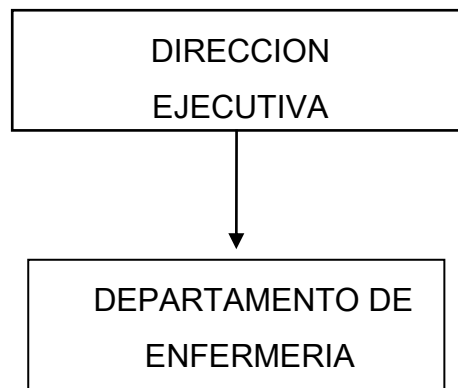 DIRECCION
EJECUTIVA
DEPARTAMENTO DE
ENFERMERIA